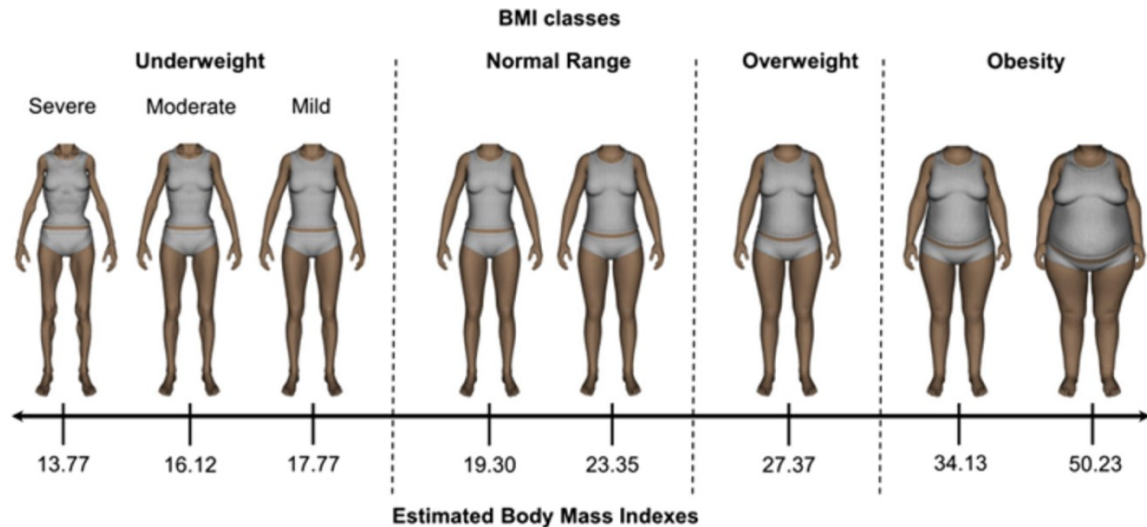 BMI classes
Underweight Normal Range Overweight Obesity
Severe Moderate Mild
13.77 16.12 17.77 19.30 23.35 27.37 34.13 50.23
Estimated Body Mass Indexes